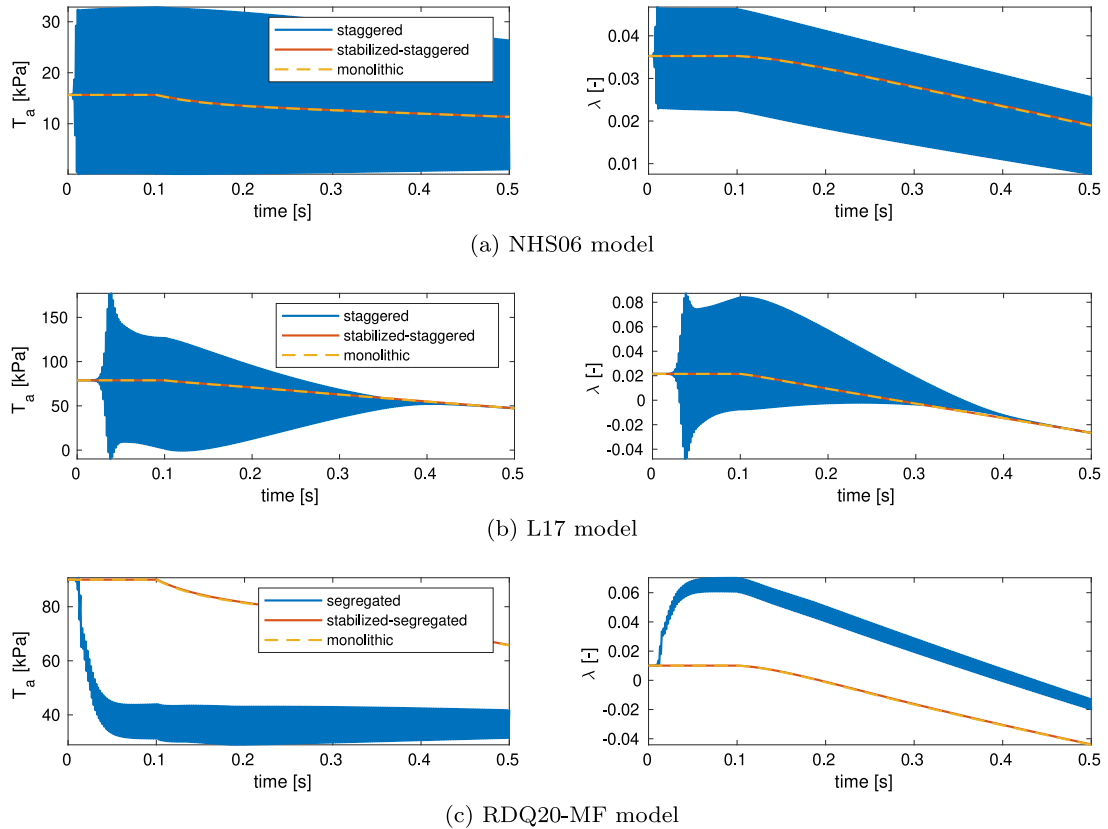 30
20
10
T_a [kPa]
staggered
stabilized-staggered
monolithic
0 0.1 0.2 0.3 0.4 0.5
time [s]
0.04
0.03
0.02
0.01
λ [-]
0 0.1 0.2 0.3 0.4 0.5
time [s]
(a) NHS06 model
150
100
50
0
T_a [kPa]
staggered
stabilized-staggered
monolithic
0 0.1 0.2 0.3 0.4 0.5
time [s]
0.08
0.06
0.04
0.02
0
-0.02
-0.04
λ [-]
0 0.1 0.2 0.3 0.4 0.5
time [s]
(b) L17 model
80
60
40
T_a [kPa]
segregated
stabilized-segregated
monolithic
0 0.1 0.2 0.3 0.4 0.5
time [s]
0.06
0.04
0.02
0
-0.02
-0.04
λ [-]
0 0.1 0.2 0.3 0.4 0.5
time [s]
(c) RDQ20-MF model